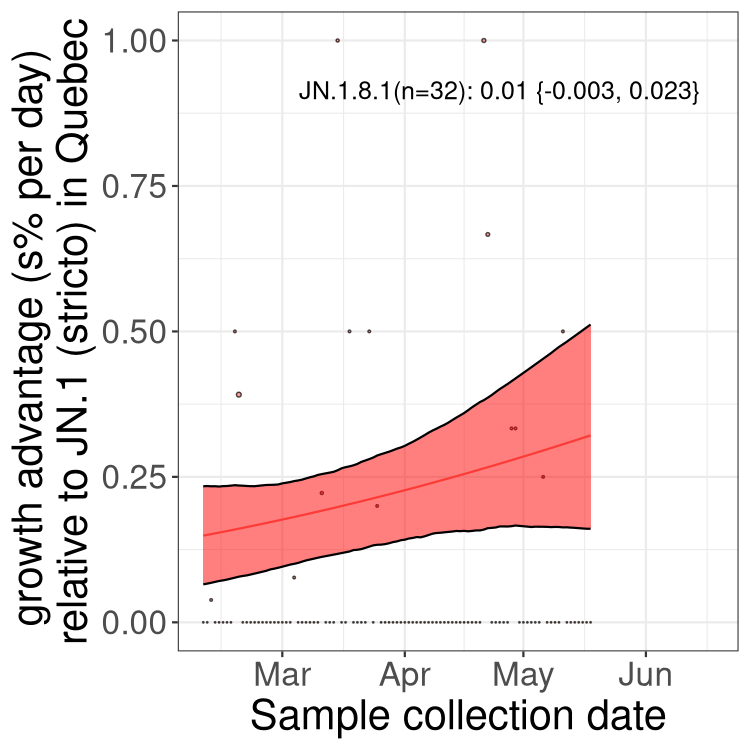 growth advantage (s% per day)
relative to JN.1 (stricto) in Quebec
1.00
0.75
0.50
0.25
0.00
JN.1.8.1(n=32): 0.01 {-0.003, 0.023}
Mar Apr May Jun
Sample collection date